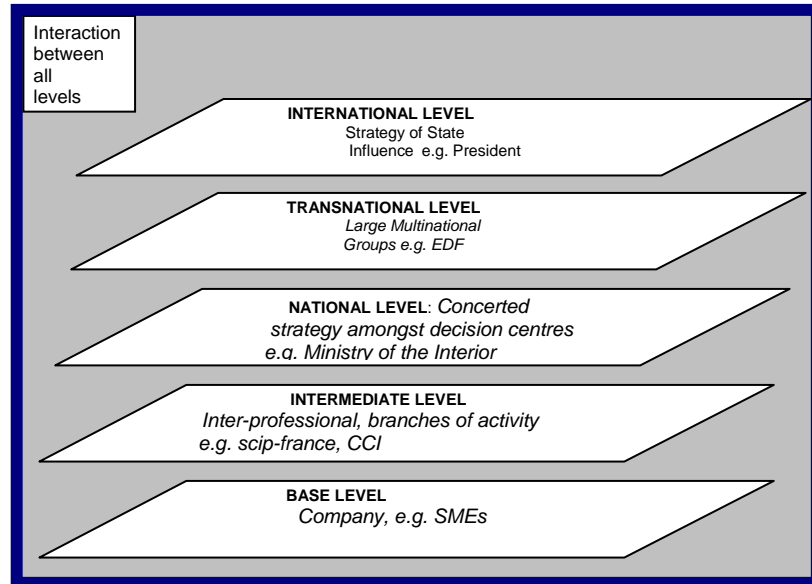 Interaction
between
all
levels
INTERNATIONAL LEVEL
Strategy of State
Influence e.g. President
TRANSNATIONAL LEVEL
Large Multinational
Groups e.g. EDF
NATIONAL LEVEL: Concerted
strategy amongst decision centres
e.g. Ministry of the Interior
INTERMEDIATE LEVEL
Inter-professional, branches of activity
e.g. scip-france, CCI
BASE LEVEL
Company, e.g. SMEs